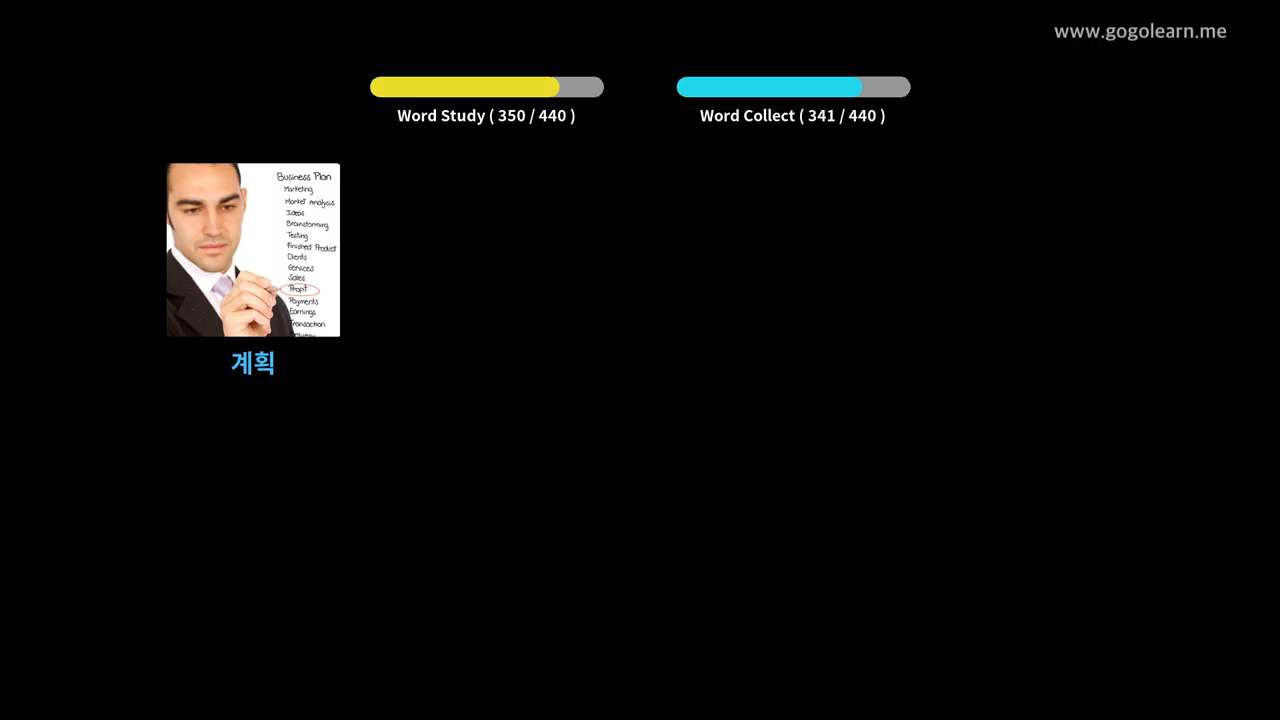 www.gogolearn.me
Word Study ( 350 / 440 )
Word Collect ( 341 / 440 )
Business Plan
Marketing
Market Analysis
Ideas
Brainstorming
Testing
Finished Product
Clients
Services
Sales
Profit
Payments
Earnings
Transaction
계획